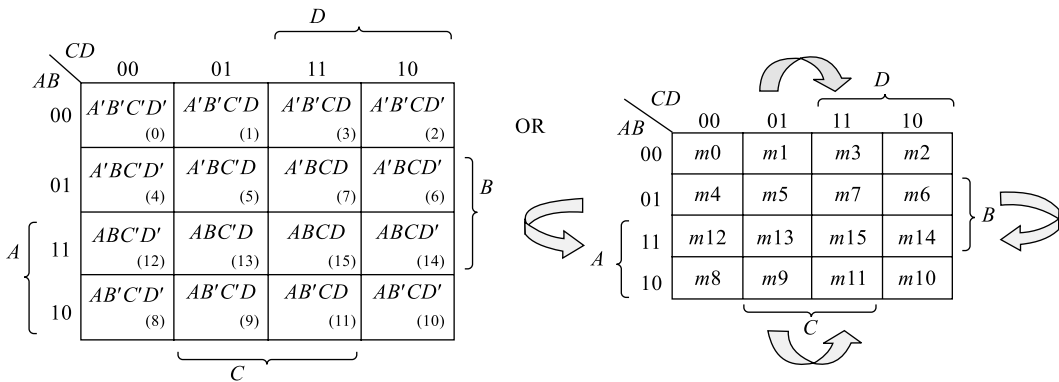 D
CD
AB
00 01 11 10
00 A'B'C'D' A'B'C'D A'B'CD A'B'CD'
(0) (1) (3) (2)
01 A'BC'D' A'BC'D A'BCD A'BCD'
(4) (5) (7) (6)
B
A
11 ABC'D' ABC'D ABCD ABCD'
(12) (13) (15) (14)
10 AB'C'D' AB'C'D AB'CD AB'CD'
(8) (9) (11) (10)
C
OR
D
CD
AB
00 01 11 10
00 m0 m1 m3 m2
01 m4 m5 m7 m6
B
11 m12 m13 m15 m14
A
10 m8 m9 m11 m10
C